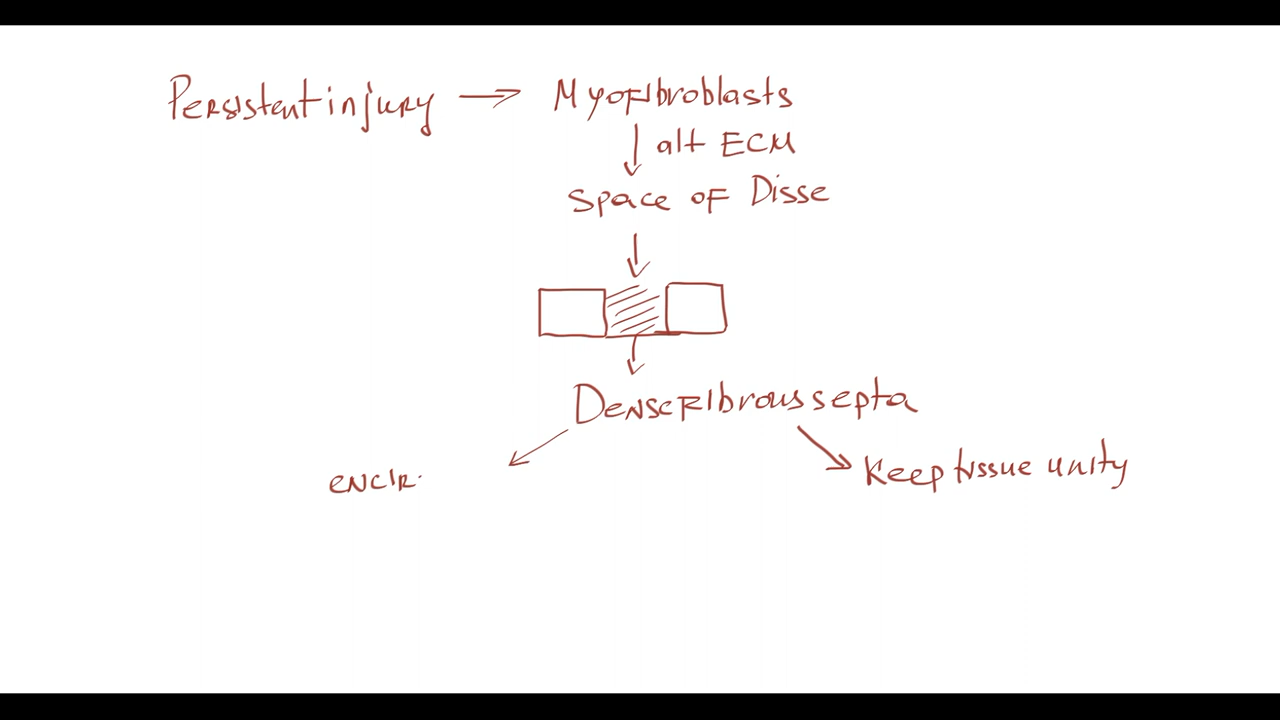 Persistent injury → Myofibroblasts
↓ alt ECM
Space of Disse
↓
↓
Dense fibrous septa
↙ ↘
encir. Keep tissue unity